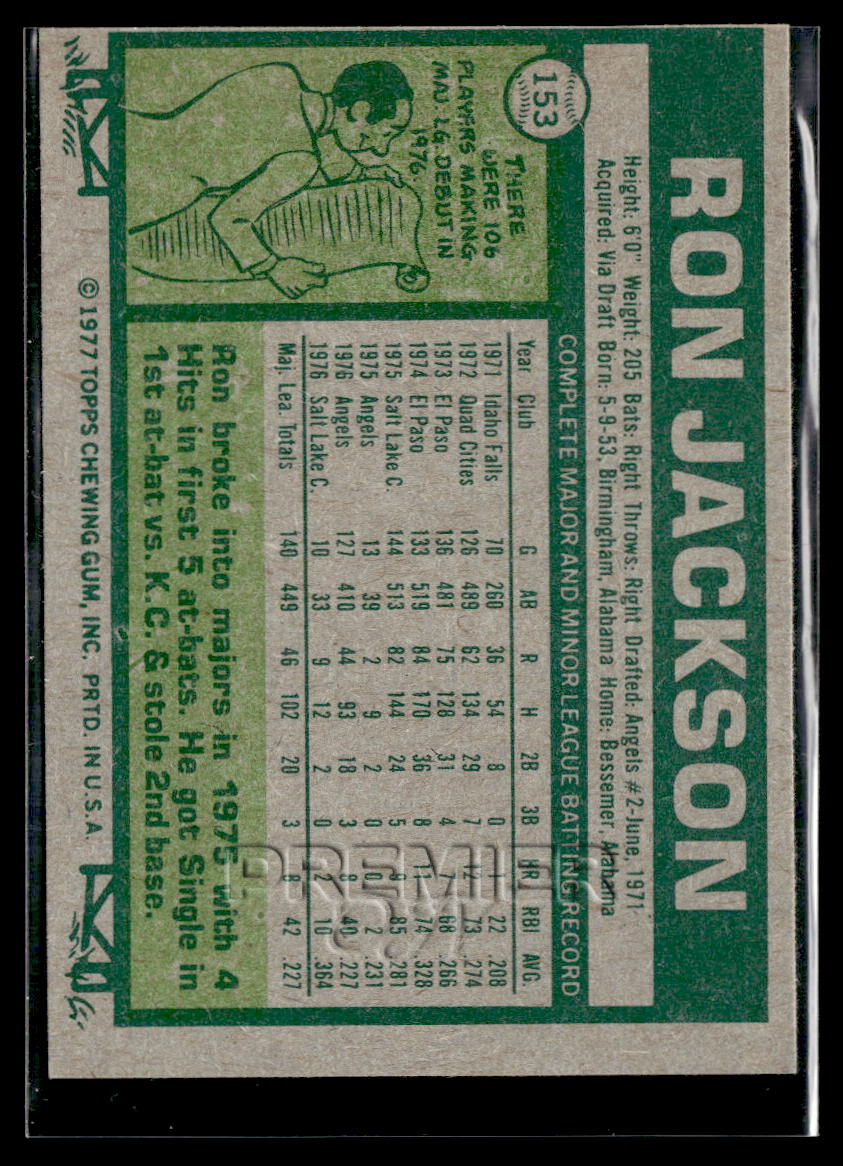 153
RON JACKSON
Height: 6'0" Weight: 205 Bats: Right Throws: Right Drafted: Angels #2-June, 1971
Acquired: Via Draft Born: 5-9-53, Birmingham, Alabama Home: Bessemer, Alabama
THERE
WERE 106
PLAYERS MAKING
MAJ. LG. DEBUT IN
1976.
COMPLETE MAJOR AND MINOR LEAGUE BATTING RECORD
Year Club G AB R H 2B 3B HR RBI AVG.
1971 Idaho Falls 70 260 36 54 8 0 1 22 .208
1972 Quad Cities 126 489 62 134 29 7 12 73 .274
1973 El Paso 136 481 75 128 31 4 7 68 .266
1974 El Paso 133 519 84 170 36 8 11 74 .328
1975 Salt Lake C. 144 513 82 144 24 5 9 85 .281
1975 Angels 13 39 2 9 2 0 0 2 .231
1976 Angels 127 410 44 93 18 3 8 40 .227
1976 Salt Lake C. 10 33 9 12 2 0 2 10 .364
Maj. Lea. Totals 140 449 46 102 20 3 8 42 .227
Ron broke into majors in 1975 with 4
Hits in first 5 at-bats. He got Single in
1st at-bat vs. K.C. & stole 2nd base.
© 1977 TOPPS CHEWING GUM, INC. PRTD. IN U.S.A.
PREMIER